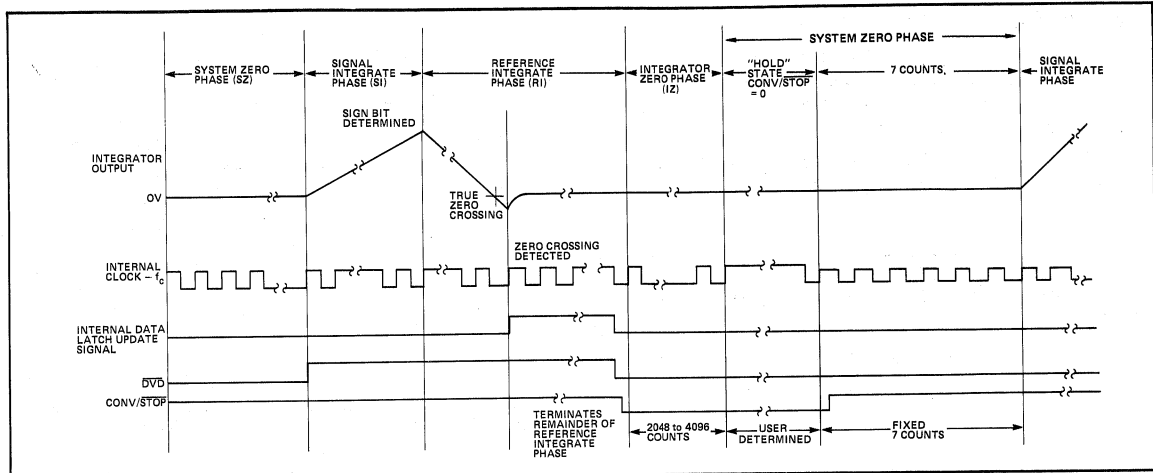 SYSTEM ZERO PHASE
SYSTEM ZERO
PHASE (SZ)
SIGNAL
INTEGRATE
PHASE (SI)
REFERENCE
INTEGRATE
PHASE (RI)
INTEGRATOR
ZERO PHASE
(IZ)
"HOLD"
STATE
CONV/STOP
= 0
7 COUNTS.
SIGNAL
INTEGRATE
PHASE
SIGN BIT
DETERMINED
INTEGRATOR
OUTPUT
OV
TRUE
ZERO
CROSSING
ZERO CROSSING
DETECTED
INTERNAL
CLOCK – fc
INTERNAL DATA
LATCH UPDATE
SIGNAL
DVD
CONV/STOP
TERMINATES
REMAINDER OF
REFERENCE
INTEGRATE
PHASE
2048 to 4096
COUNTS
USER
DETERMINED
FIXED
7 COUNTS